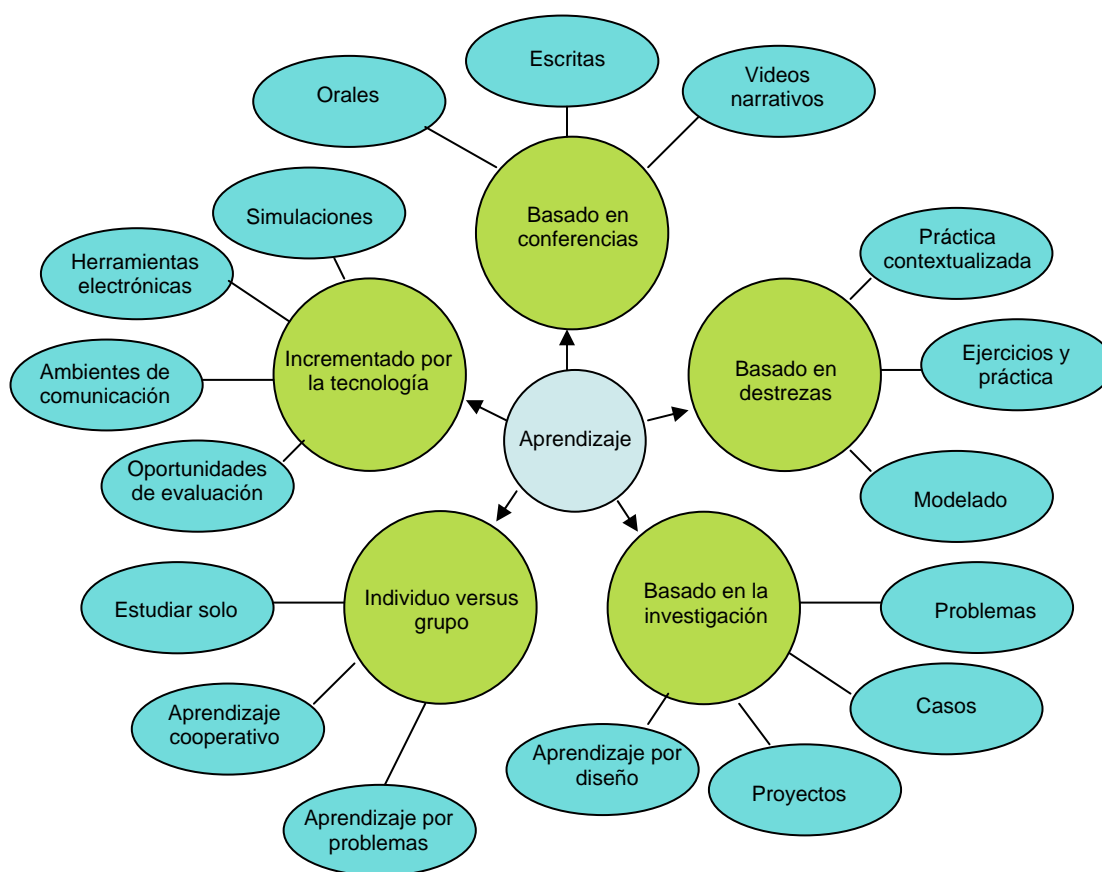 Escritas
Videos
narrativos
Orales
Basado en
conferencias
Simulaciones
Herramientas
electrónicas
Ambientes de
comunicación
Oportunidades
de evaluación
Incrementado por
la tecnología
Práctica
contextualizada
Ejercicios y
práctica
Modelado
Basado en
destrezas
Aprendizaje
Individuo versus
grupo
Estudiar solo
Aprendizaje
cooperativo
Aprendizaje por
problemas
Basado en la
investigación
Problemas
Casos
Proyectos
Aprendizaje por
diseño